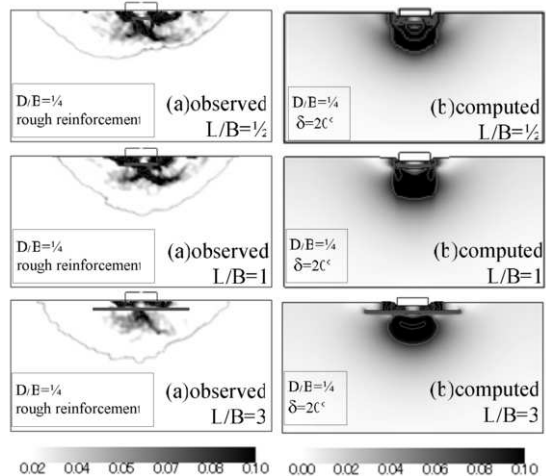 D/B=¼
rough reinforcement
(a)observed
L/B=½
D/B=¼
δ=20°
(b)computed
L/B=½
D/B=¼
rough reinforcement
(a)observed
L/B=1
D/B=¼
δ=20°
(b)computed
L/B=1
D/B=¼
rough reinforcement
(a)observed
L/B=3
D/B=¼
δ=20°
(b)computed
L/B=3
0.02 0.04 0.05 0.07 0.08 0.10
0.00 0.02 0.04 0.06 0.08 0.10